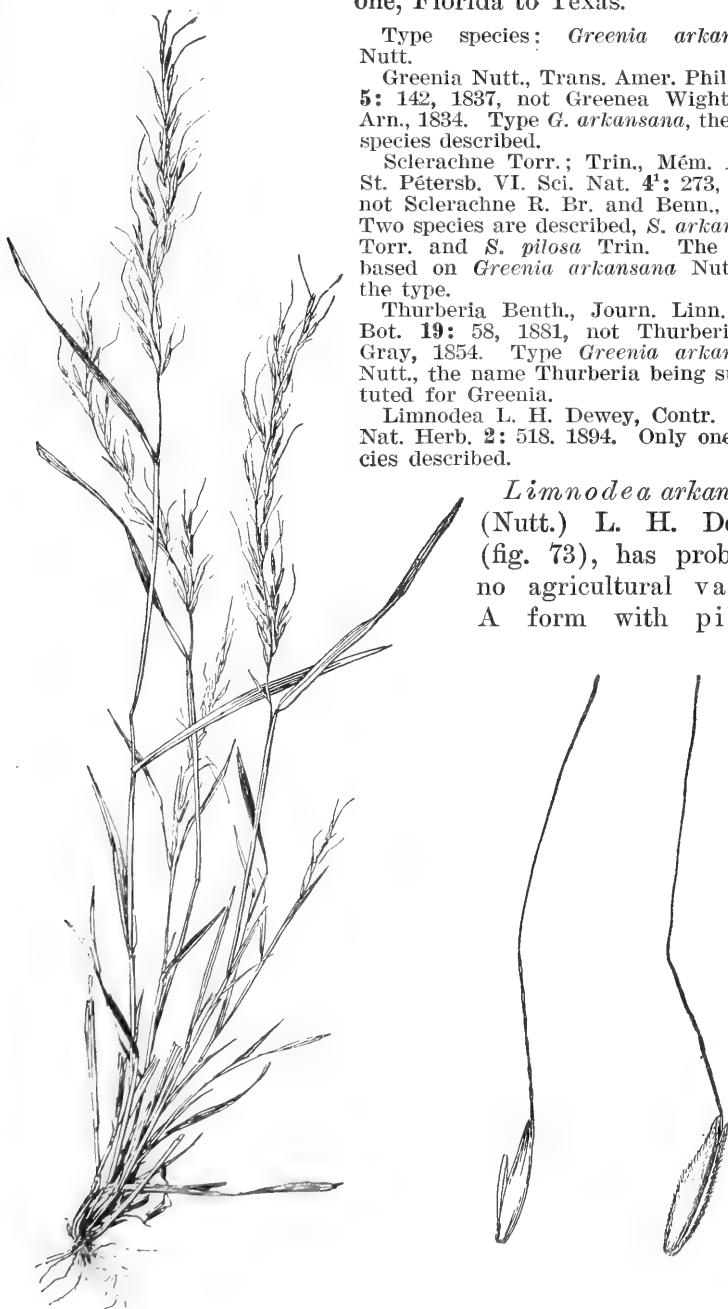 one, Florida to Texas.
Type species: Greenia arkan
Nutt.
Greenia Nutt., Trans. Amer. Phil
5: 142, 1837, not Greenea Wight
Arn., 1834. Type G. arkansana, the
species described.
Sclerachne Torr.; Trin., Mém.
St. Pétersb. VI. Sci. Nat. 4¹: 273,
not Sclerachne R. Br. and Benn.,
Two species are described, S. arkan
Torr. and S. pilosa Trin. The
based on Greenia arkansana Nut
the type.
Thurberia Benth., Journ. Linn.
Bot. 19: 58, 1881, not Thurberi
Gray, 1854. Type Greenia arkan
Nutt., the name Thurberia being su
tuted for Greenia.
Limnodea L. H. Dewey, Contr.
Nat. Herb. 2: 518. 1894. Only one
cies described.
Limnodea arkan
(Nutt.) L. H. De
(fig. 73), has prob
no agricultural va
A form with pi